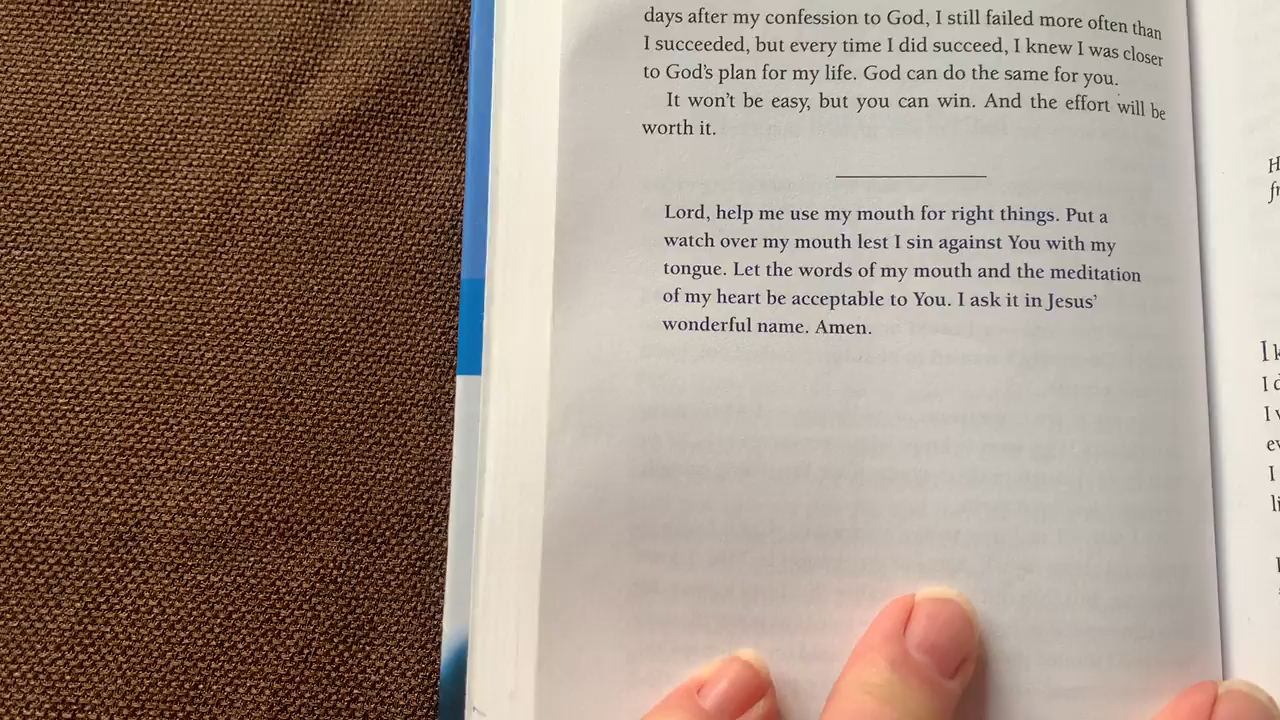 days after my confession to God, I still failed more often than
I succeeded, but every time I did succeed, I knew I was closer
to God's plan for my life. God can do the same for you.
It won't be easy, but you can win. And the effort will be
worth it.
Lord, help me use my mouth for right things. Put a
watch over my mouth lest I sin against You with my
tongue. Let the words of my mouth and the meditation
of my heart be acceptable to You. I ask it in Jesus'
wonderful name. Amen.
I
I